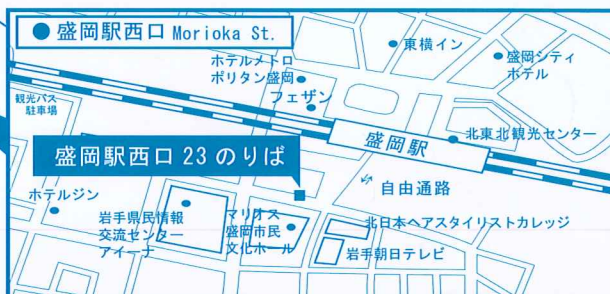 盛岡駅西口 Morioka St.
東横イン
盛岡シティ
ホテル
ホテルメトロ
ポリタン盛岡
フェザン
観光バス
駐車場
盛岡駅
北東北観光センター
盛岡駅西口 23 のりば
自由通路
ホテルジン
岩手県民情報
交流センター
アイーナ
マリオス
盛岡市民
文化ホール
北日本ヘアスタイリストカレッジ
岩手朝日テレビ